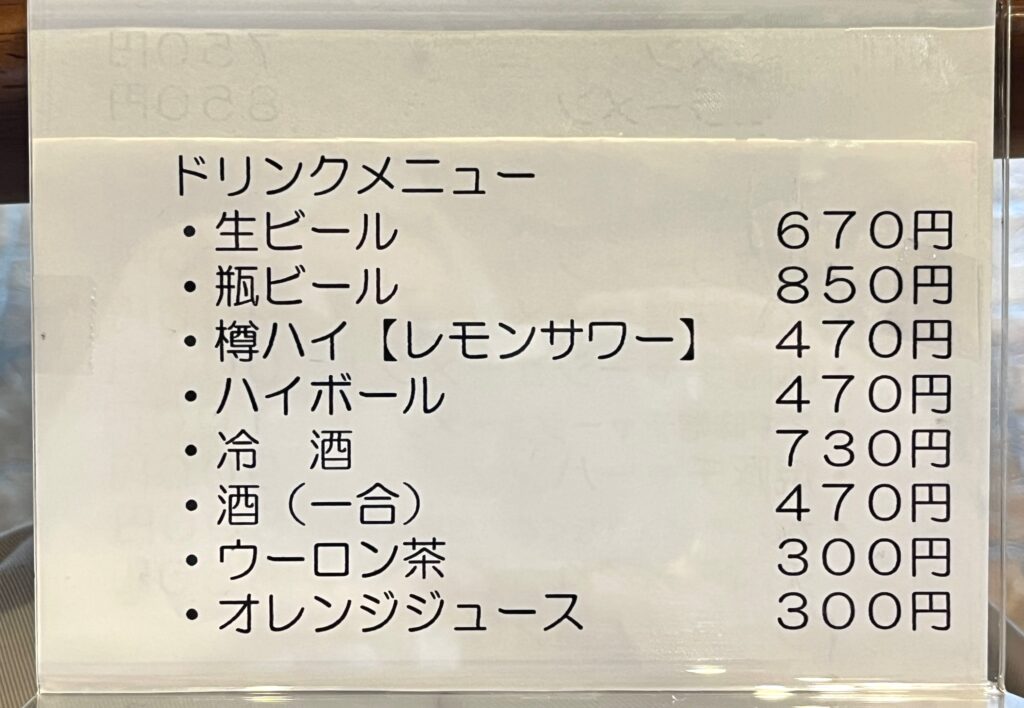 ドリンクメニュー
・生ビール　６７０円
・瓶ビール　８５０円
・樽ハイ【レモンサワー】　４７０円
・ハイボール　４７０円
・冷　酒　７３０円
・酒（一合）　４７０円
・ウーロン茶　３００円
・オレンジジュース　３００円